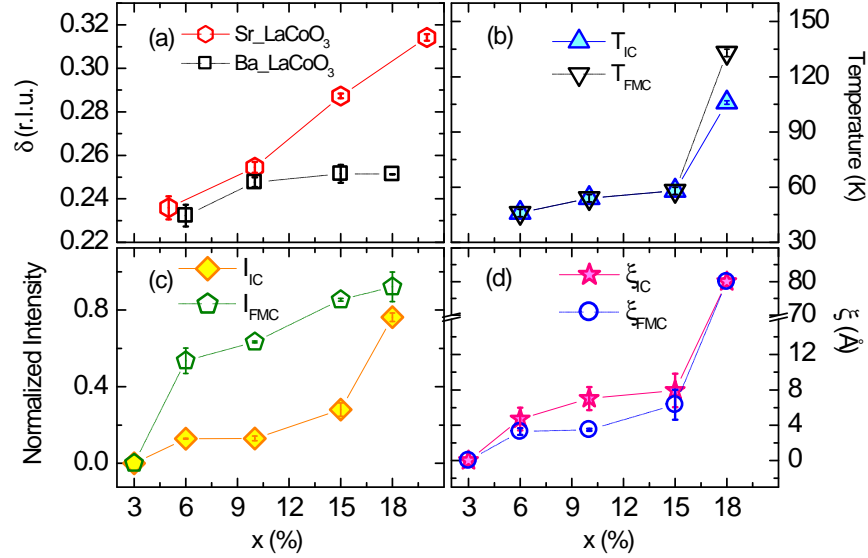 (a)
Sr_LaCoO3
Ba_LaCoO3
δ (r.l.u.)
0.32
0.30
0.28
0.26
0.24
0.22
(b)
TIC
TFMC
Temperature (K)
150
120
90
60
30
(c)
IIC
IFMC
Normalized Intensity
0.8
0.4
0.0
3 6 9 12 15 18
x (%)
(d)
ξIC
ξFMC
ξ (Å)
80
70
12
8
4
0
3 6 9 12 15 18
x (%)